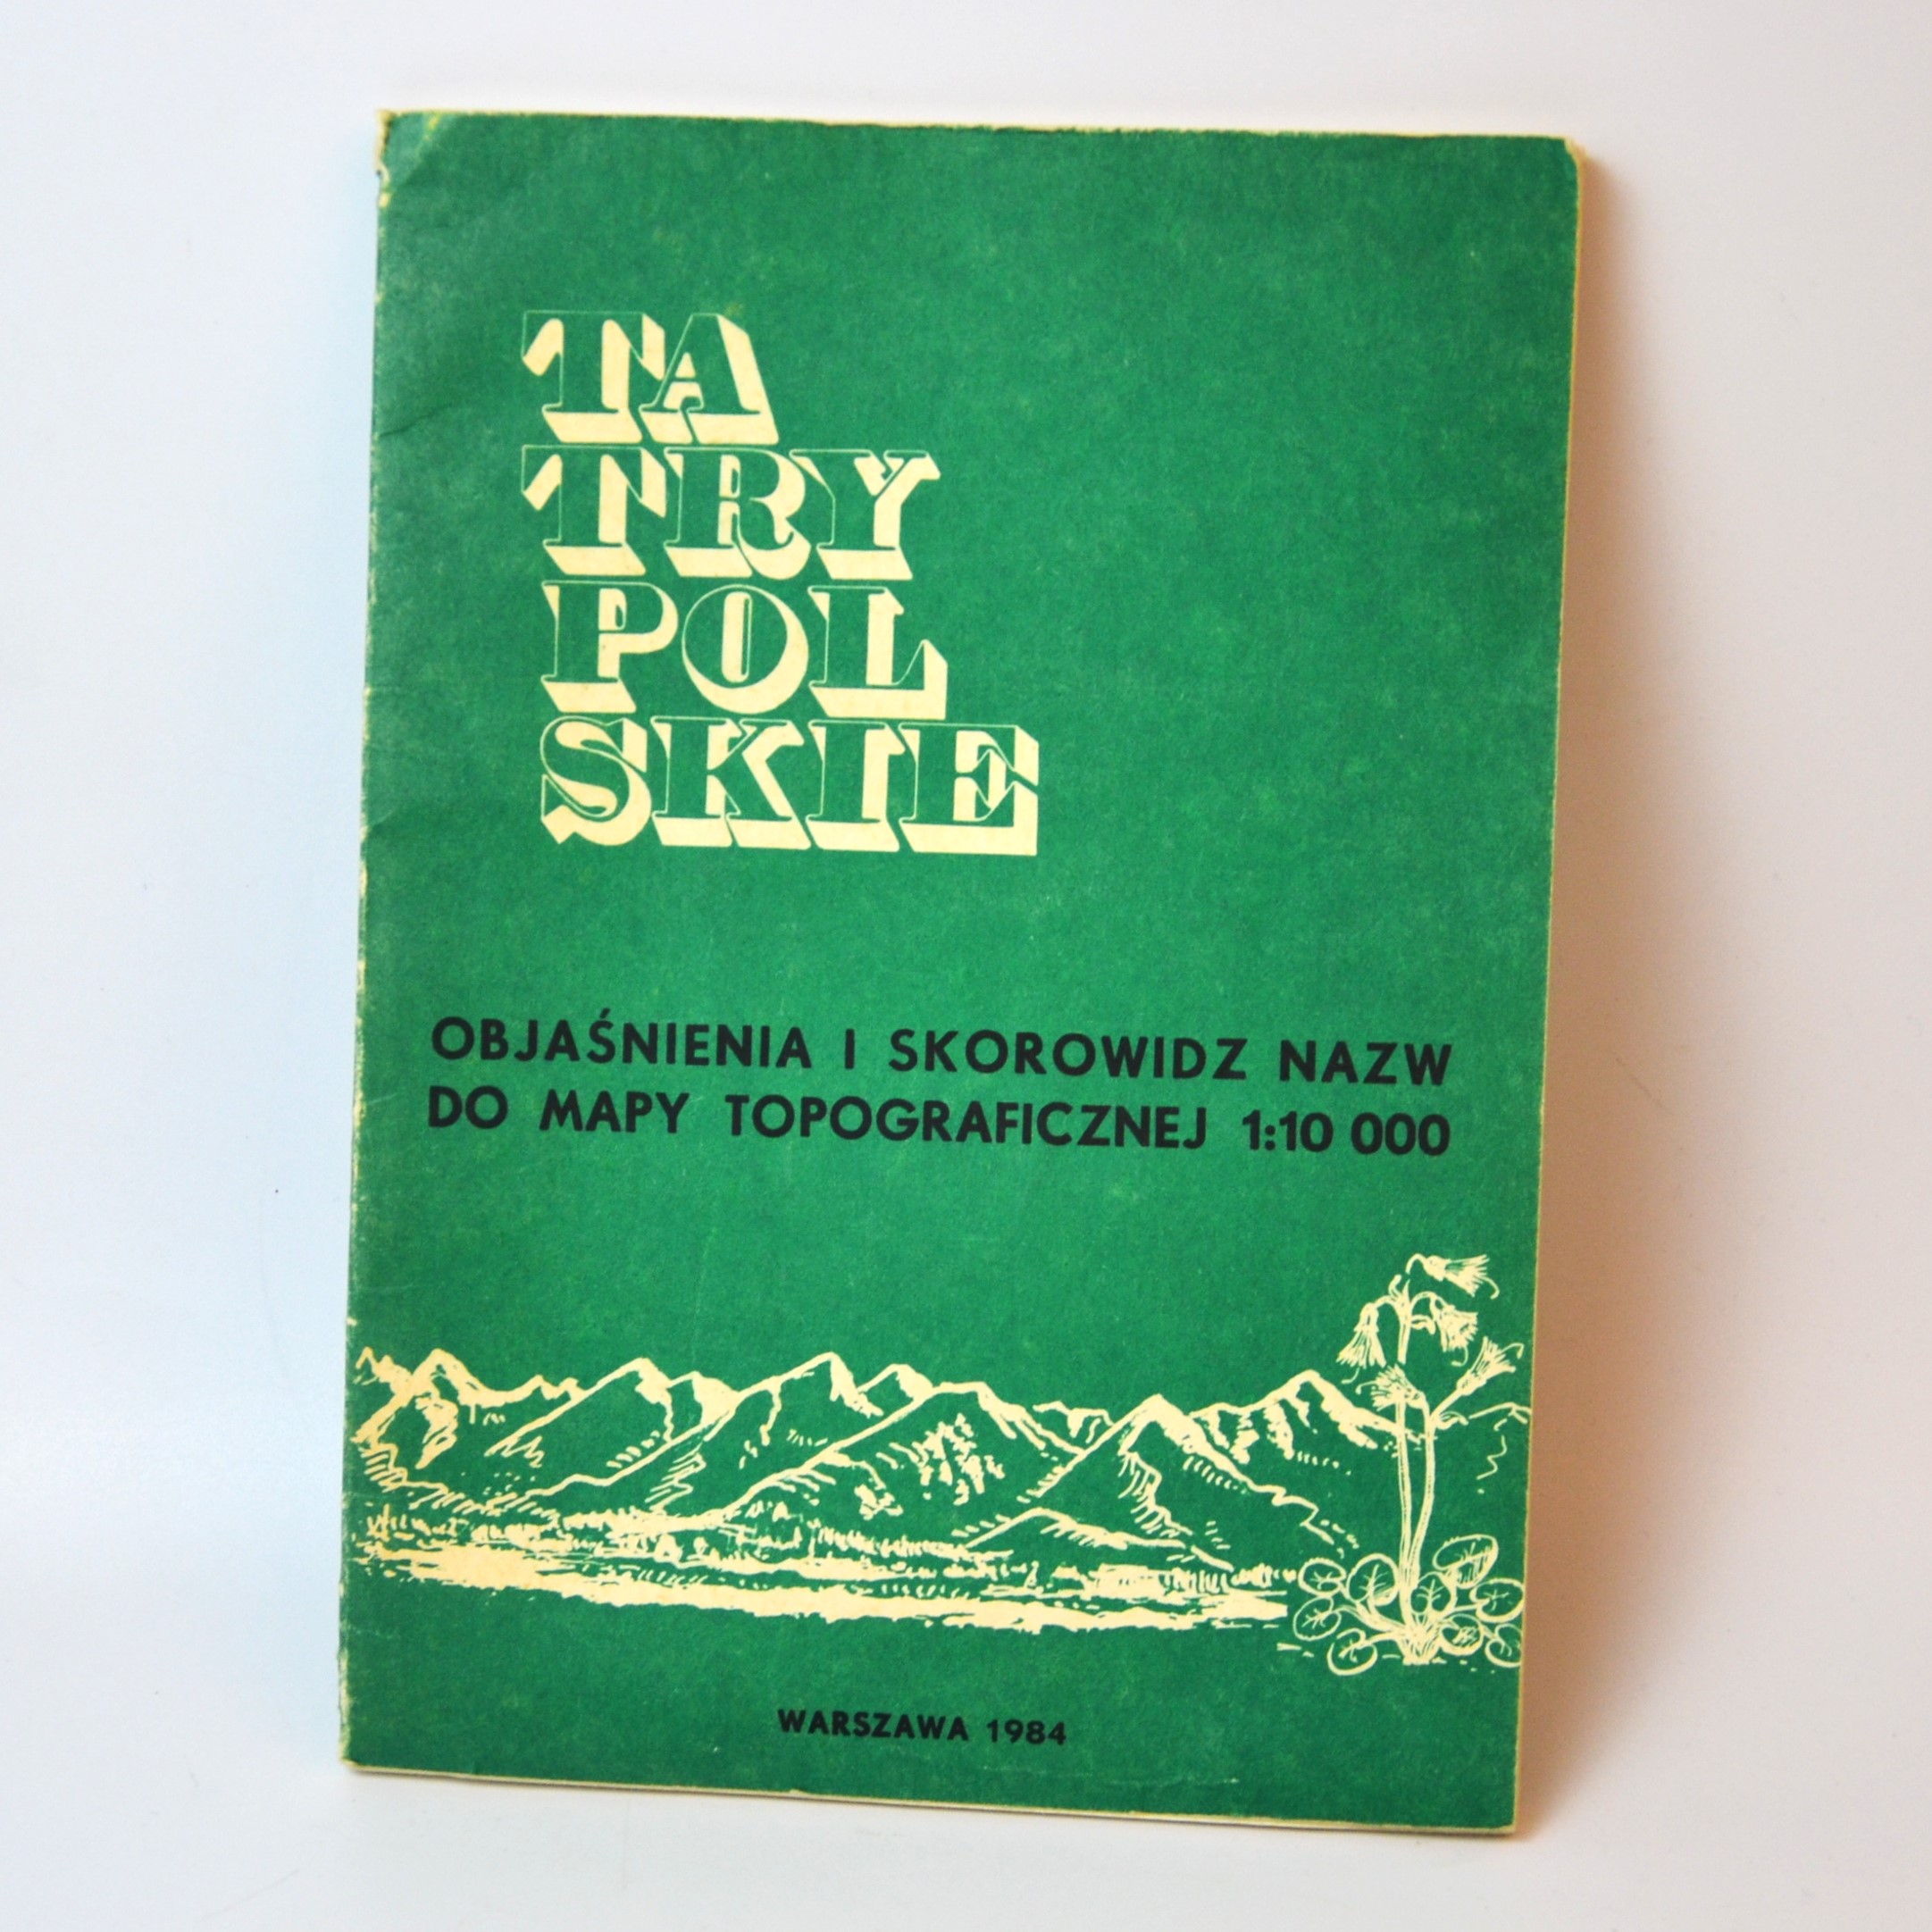 TA
TRY
POL
SKIE
OBJAŚNIENIA I SKOROWIDZ NAZW
DO MAPY TOPOGRAFICZNEJ 1:10 000
WARSZAWA 1984